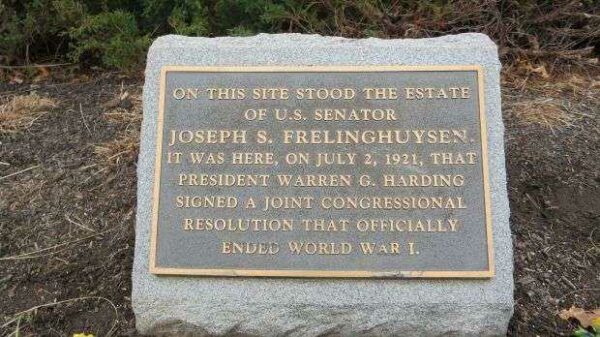 ON THIS SITE STOOD THE ESTATE
OF U.S. SENATOR
JOSEPH S. FRELINGHUYSEN.
IT WAS HERE, ON JULY 2, 1921, THAT
PRESIDENT WARREN G. HARDING
SIGNED A JOINT CONGRESSIONAL
RESOLUTION THAT OFFICIALLY
ENDED WORLD WAR I.